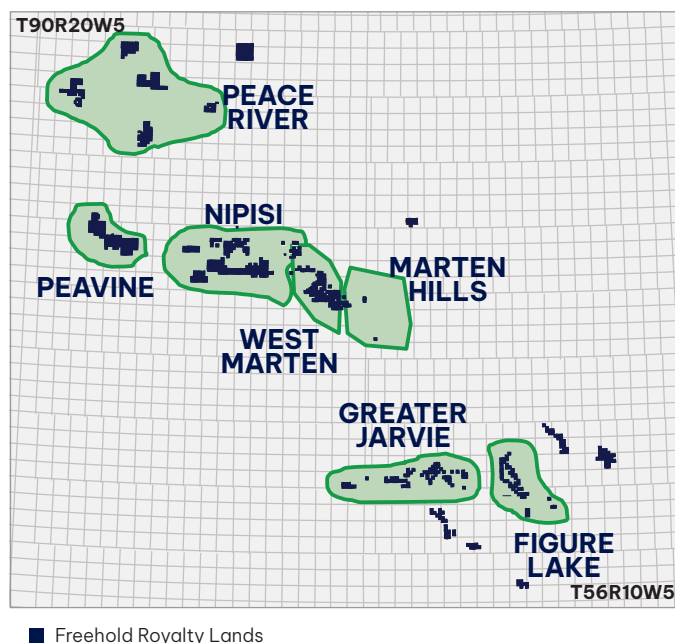 T90R20W5
PEACE
RIVER
NIPISI
PEAVINE
MARTEN
HILLS
WEST
MARTEN
GREATER
JARVIE
FIGURE
LAKE
T56R10W5
Freehold Royalty Lands